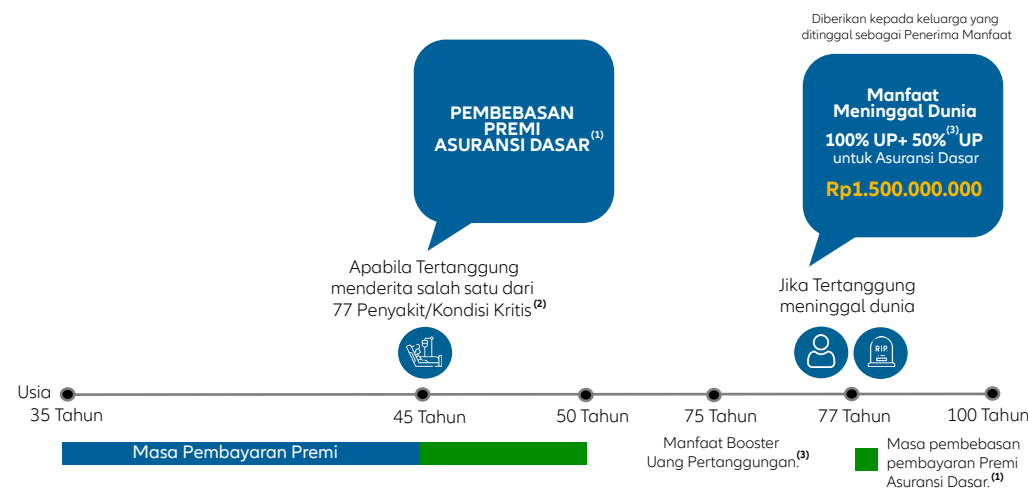 Diberikan kepada keluarga yang
ditinggal sebagai Penerima Manfaat
PEMBEBASAN
PREMI
ASURANSI DASAR(1)
Manfaat
Meninggal Dunia
100% UP+ 50%(3)UP
untuk Asuransi Dasar
Rp1.500.000.000
Apabila Tertanggung
menderita salah satu dari
77 Penyakit/Kondisi Kritis(2)
Jika Tertanggung
meninggal dunia
RIP
Usia
35 Tahun
45 Tahun
50 Tahun
75 Tahun
77 Tahun
100 Tahun
Masa Pembayaran Premi
Manfaat Booster
Uang Pertanggungan.(3)
Masa pembebasan
pembayaran Premi
Asuransi Dasar.(1)